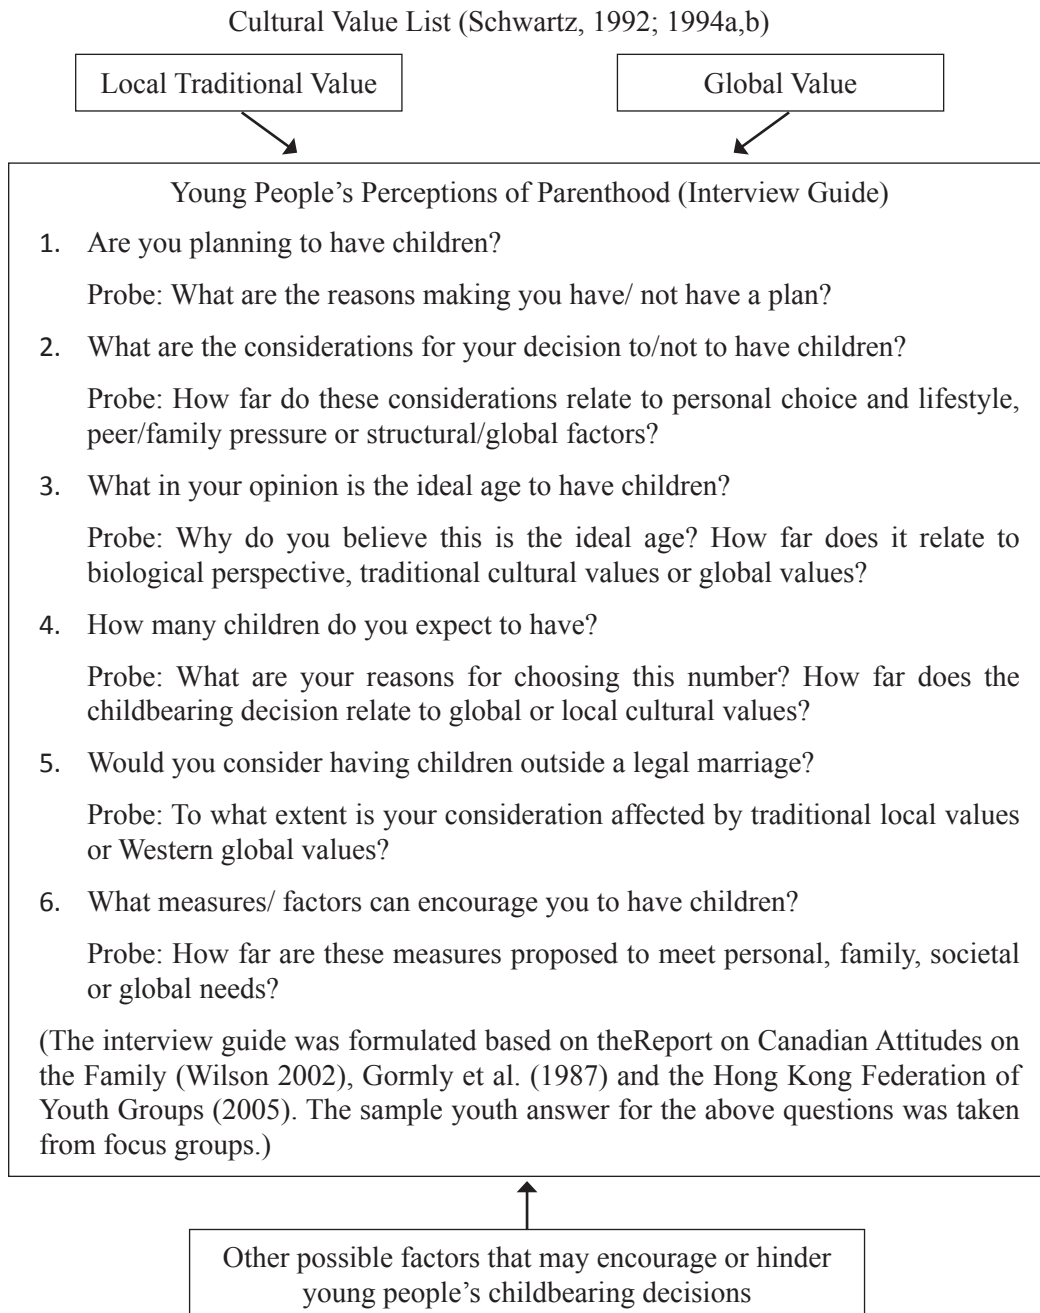 Cultural Value List (Schwartz, 1992; 1994a,b)
Local Traditional Value
Global Value
Young People’s Perceptions of Parenthood (Interview Guide)
1. Are you planning to have children?
Probe: What are the reasons making you have/ not have a plan?
2. What are the considerations for your decision to/not to have children?
Probe: How far do these considerations relate to personal choice and lifestyle,
peer/family pressure or structural/global factors?
3. What in your opinion is the ideal age to have children?
Probe: Why do you believe this is the ideal age? How far does it relate to
biological perspective, traditional cultural values or global values?
4. How many children do you expect to have?
Probe: What are your reasons for choosing this number? How far does the
childbearing decision relate to global or local cultural values?
5. Would you consider having children outside a legal marriage?
Probe: To what extent is your consideration affected by traditional local values
or Western global values?
6. What measures/ factors can encourage you to have children?
Probe: How far are these measures proposed to meet personal, family, societal
or global needs?
(The interview guide was formulated based on theReport on Canadian Attitudes on
the Family (Wilson 2002), Gormly et al. (1987) and the Hong Kong Federation of
Youth Groups (2005). The sample youth answer for the above questions was taken
from focus groups.)
Other possible factors that may encourage or hinder
young people’s childbearing decisions